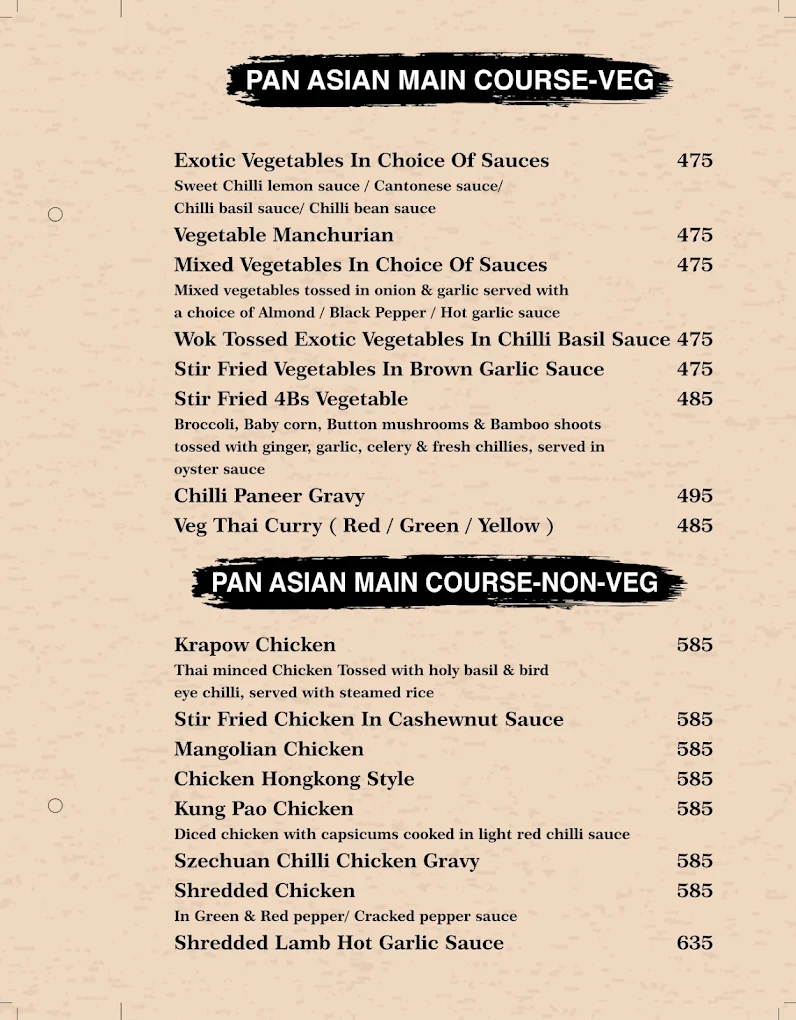 PAN ASIAN MAIN COURSE-VEG
Exotic Vegetables In Choice Of Sauces 475
Sweet Chilli lemon sauce / Cantonese sauce/
Chilli basil sauce/ Chilli bean sauce
Vegetable Manchurian 475
Mixed Vegetables In Choice Of Sauces 475
Mixed vegetables tossed in onion & garlic served with
a choice of Almond / Black Pepper / Hot garlic sauce
Wok Tossed Exotic Vegetables In Chilli Basil Sauce 475
Stir Fried Vegetables In Brown Garlic Sauce 475
Stir Fried 4Bs Vegetable 485
Broccoli, Baby corn, Button mushrooms & Bamboo shoots
tossed with ginger, garlic, celery & fresh chillies, served in
oyster sauce
Chilli Paneer Gravy 495
Veg Thai Curry ( Red / Green / Yellow ) 485
PAN ASIAN MAIN COURSE-NON-VEG
Krapow Chicken 585
Thai minced Chicken Tossed with holy basil & bird
eye chilli, served with steamed rice
Stir Fried Chicken In Cashewnut Sauce 585
Mangolian Chicken 585
Chicken Hongkong Style 585
Kung Pao Chicken 585
Diced chicken with capsicums cooked in light red chilli sauce
Szechuan Chilli Chicken Gravy 585
Shredded Chicken 585
In Green & Red pepper/ Cracked pepper sauce
Shredded Lamb Hot Garlic Sauce 635